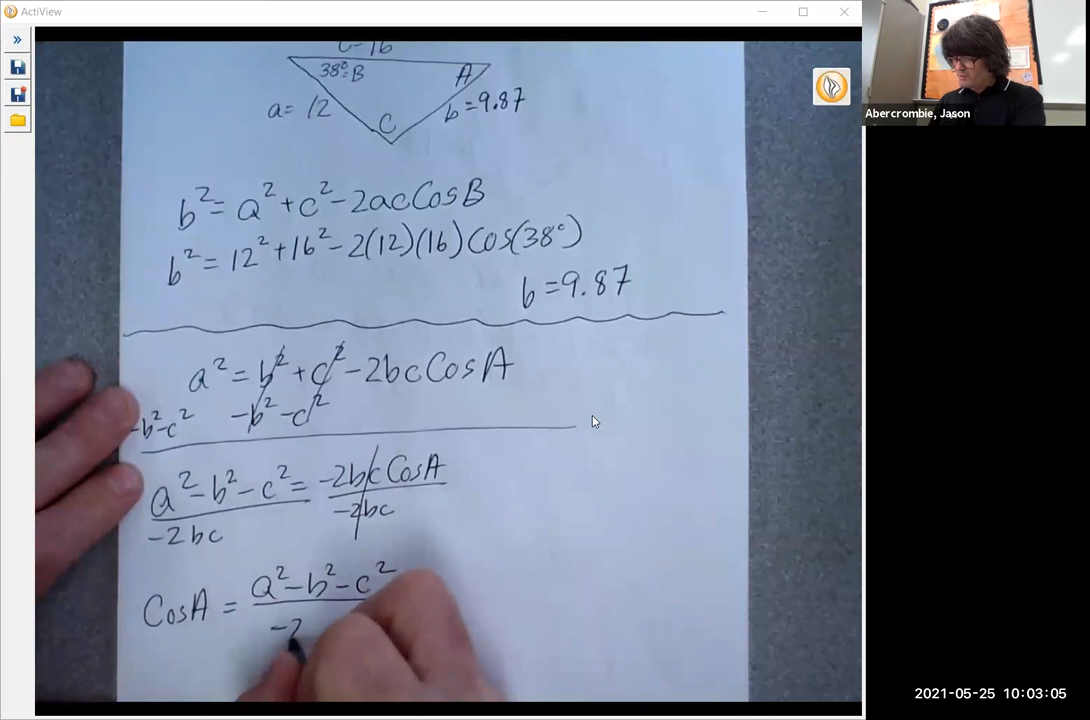 ActiView
c=16
38°=B
A
a=12
C
b=9.87
b²=a²+c²-2acCosB
b²=12²+16²-2(12)(16)Cos(38°)
b=9.87
a²=b²+c²-2bcCosA
-b²-c² -b²-c²
a²-b²-c²=-2bcCosA
-2bc -2bc
CosA=a²-b²-c²
-2
Abercrombie, Jason
2021-05-25 10:03:05